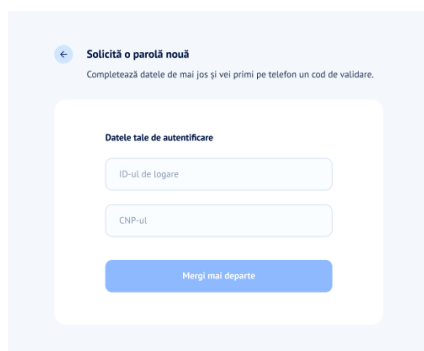 Solicită o parolă nouă
Completează datele de mai jos și vei primi pe telefon un cod de validare.
Datele tale de autentificare
ID-ul de logare
CNP-ul
Mergi mai departe